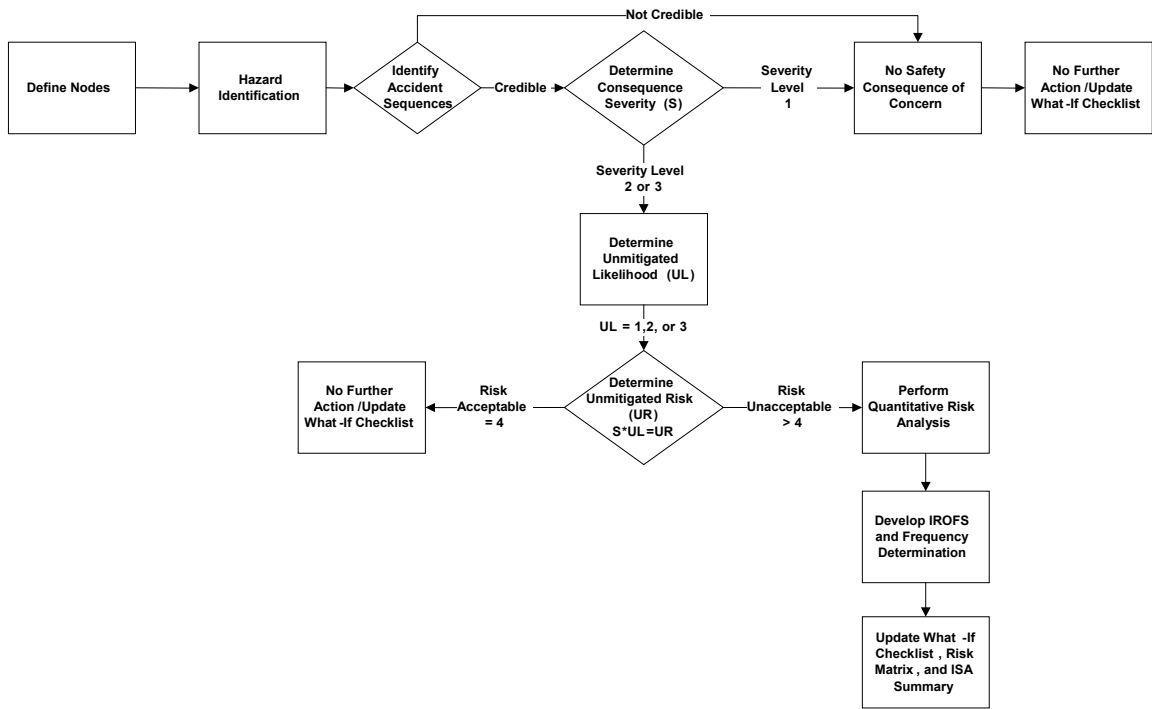 Not Credible
Define Nodes
Hazard
Identification
Identify
Accident
Sequences
Credible
Determine
Consequence
Severity (S)
Severity
Level
1
No Safety
Consequence of
Concern
No Further
Action /Update
What -If Checklist
Severity Level
2 or 3
Determine
Unmitigated
Likelihood (UL)
UL = 1,2, or 3
No Further
Action /Update
What -If Checklist
Risk
Acceptable
= 4
Determine
Unmitigated Risk
(UR)
S*UL=UR
Risk
Unacceptable
> 4
Perform
Quantitative Risk
Analysis
Develop IROFS
and Frequency
Determination
Update What -If
Checklist , Risk
Matrix , and ISA
Summary